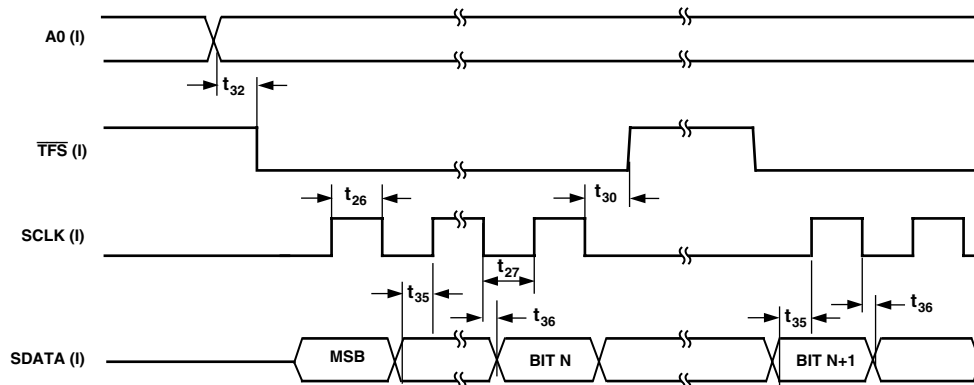 A0 (I)
t32
TFS (I)
t26
t30
SCLK (I)
t27
t35
t36
t35
t36
SDATA (I)
MSB
BIT N
BIT N+1